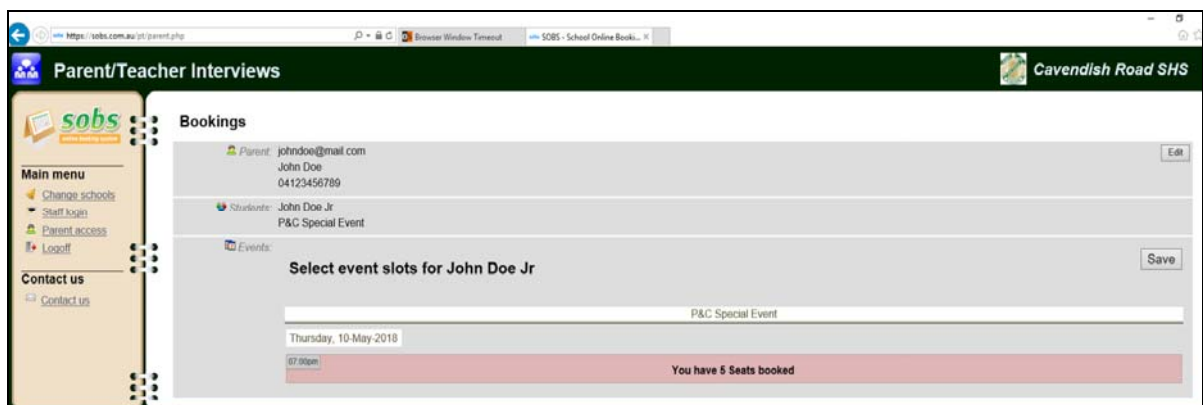 https://sobs.com.au/pt/parent.php
Browser Window Timeout
SOBS - School Online Booki...
Parent/Teacher Interviews
Cavendish Road SHS
sobs
online booking system
Main menu
Change schools
Staff login
Parent access
Logoff
Contact us
Contact us
Bookings
Parent: johndoe@mail.com
Edit
John Doe
04123456789
Students: John Doe Jr
P&C Special Event
Events:
Select event slots for John Doe Jr
Save
P&C Special Event
Thursday, 10-May-2018
07:00pm
You have 5 Seats booked